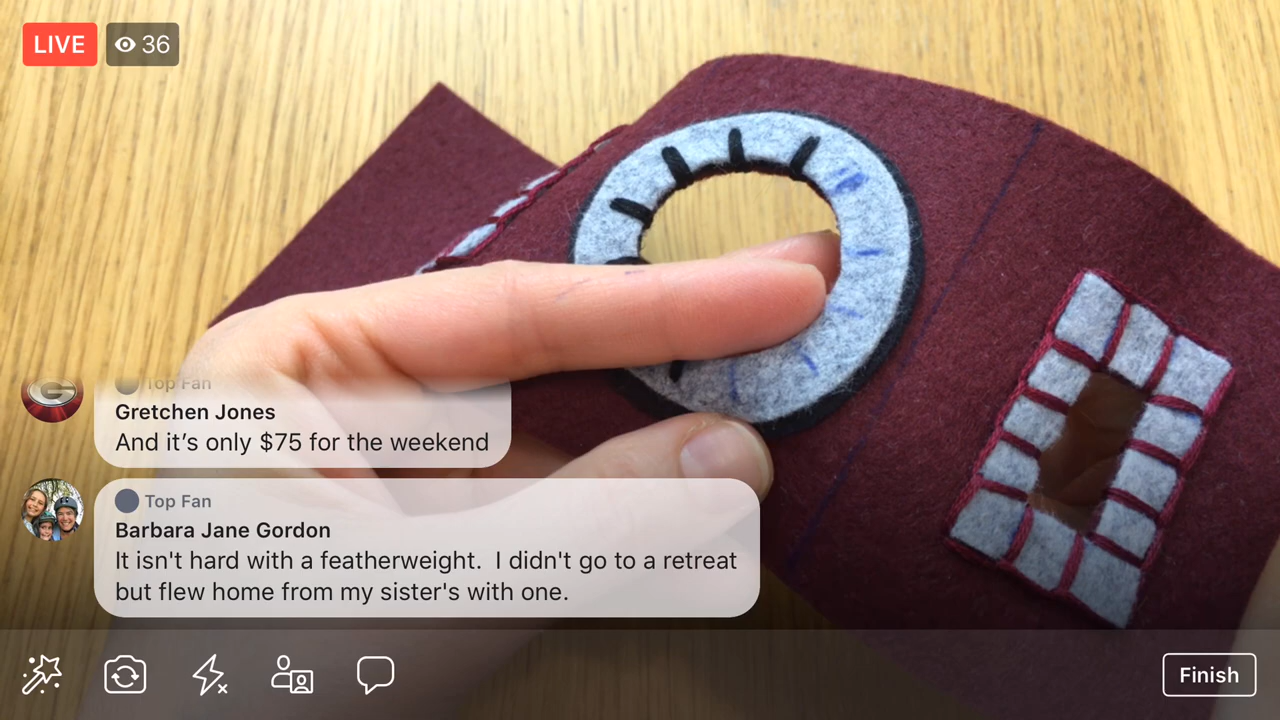 LIVE 36
Top Fan
Gretchen Jones
And it’s only $75 for the weekend
Top Fan
Barbara Jane Gordon
It isn't hard with a featherweight.  I didn't go to a retreat
but flew home from my sister's with one.
Finish